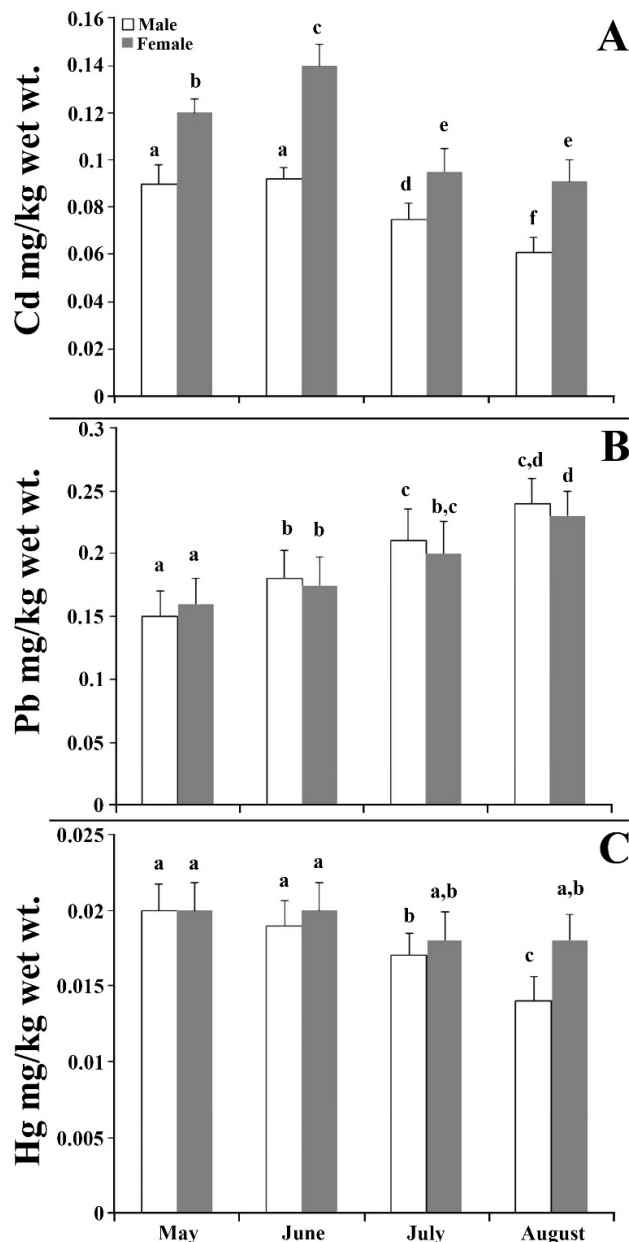 0.16
Male
Female
A
c
0.14
b
0.12
a
a
e
0.1
e
d
0.08
f
0.06
0.04
0.02
0
Cd mg/kg wet wt.
0.3
B
c,d
d
0.25
c
b,c
b
b
0.2
a
a
0.15
0.1
0.05
0
Pb mg/kg wet wt.
0.025
C
a
a
a
a
a,b
a,b
0.02
b
c
0.015
0.01
0.005
0
Hg mg/kg wet wt.
May June July August